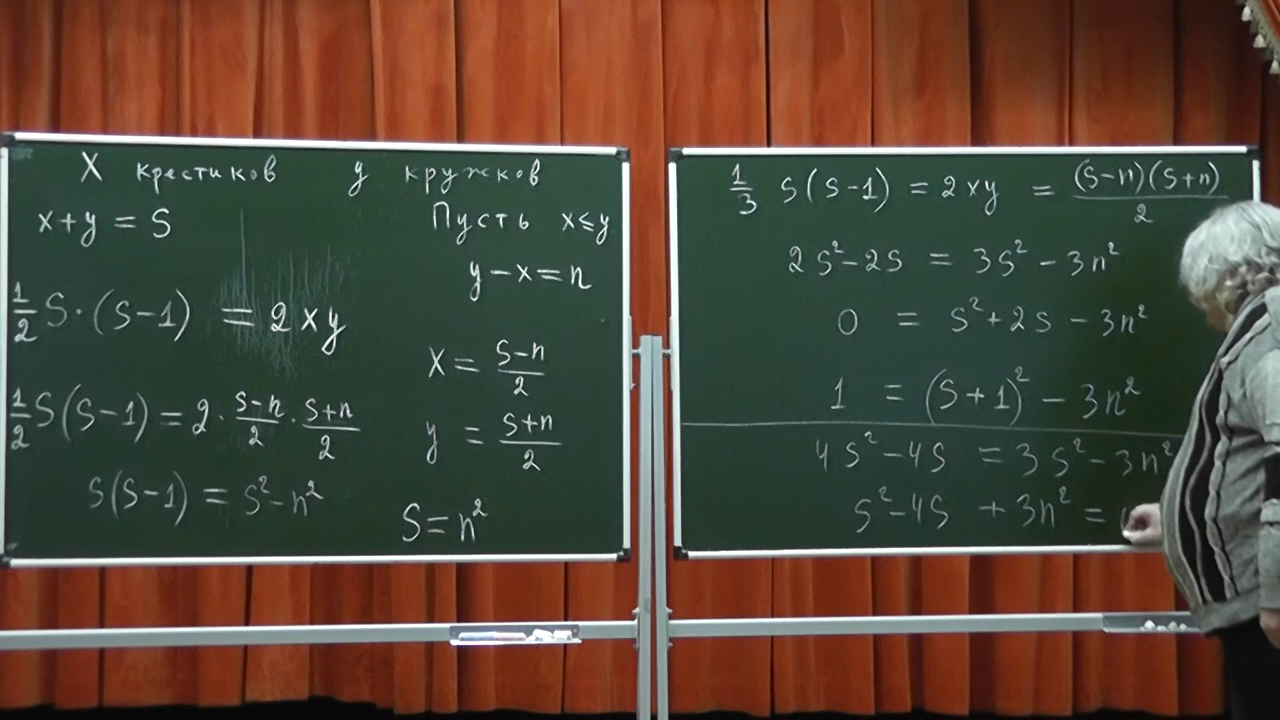 X крестиков y кружков
x+y = S
Пусть x≤y
y-x=n
1/2 S·(S-1) = 2xy
x = (S-n)/2
1/2 S(S-1) = 2·(S-n)/2·(S+n)/2
y = (S+n)/2
S(S-1) = S²-n²
S=n²
1/3 S(S-1) = 2xy = (S-n)(S+n)/2
2S²-2S = 3S²-3n²
0 = S²+2S-3n²
1 = (S+1)²-3n²
4S²-4S = 3S²-3n²
S²-4S+3n² =